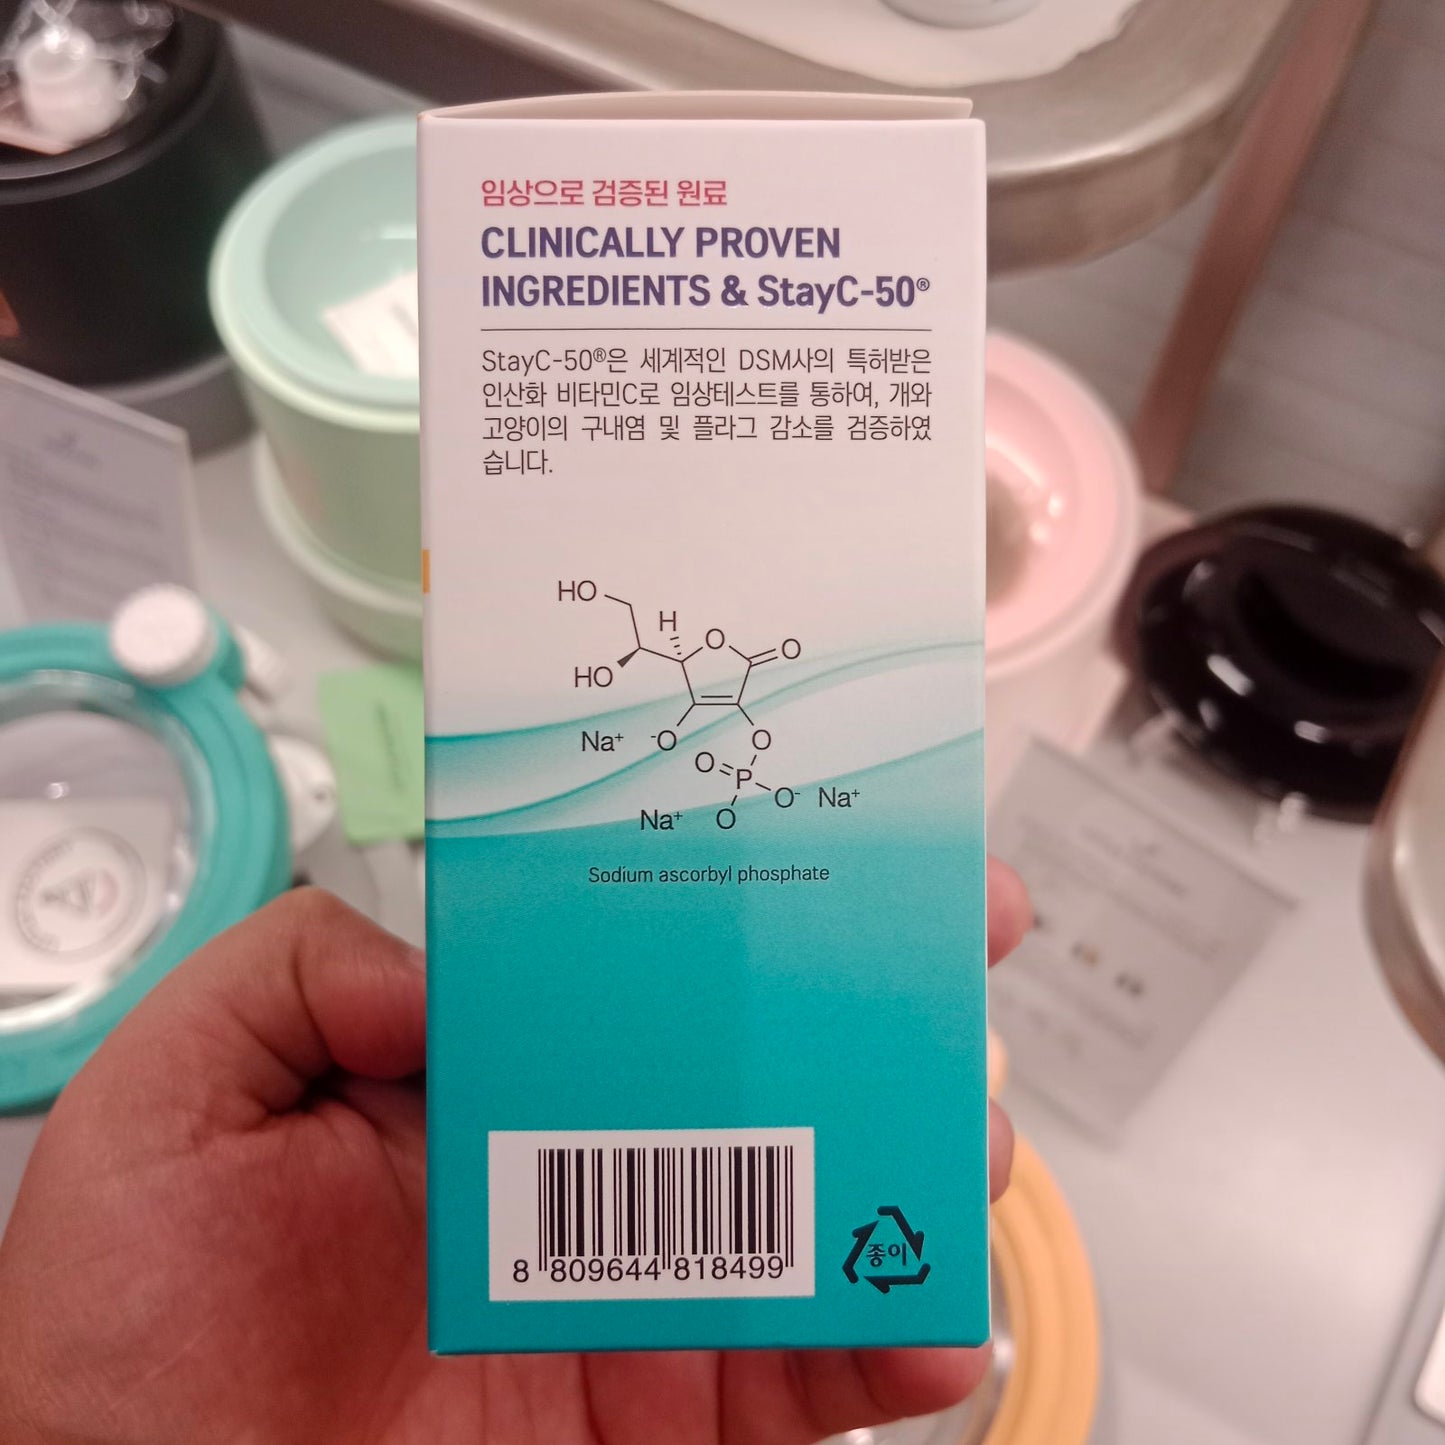 임상으로 검증된 원료
CLINICALLY PROVEN
INGREDIENTS & StayC-50®
StayC-50®은 세계적인 DSM사의 특허받은
인산화 비타민C로 임상테스트를 통하여, 개와
고양이의 구내염 및 플라그 감소를 검증하였
습니다.
HO
H
O
O
HO
Na⁺ ⁻O
O
O
P
O⁻ Na⁺
Na⁺ O
Sodium ascorbyl phosphate
8 809644 818499
종이